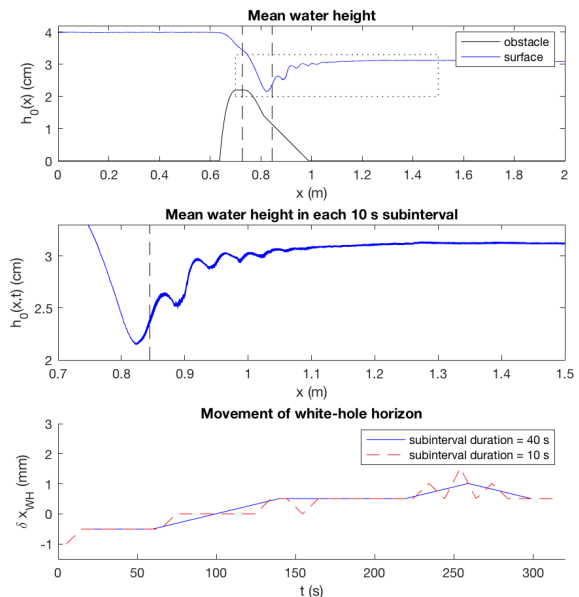 Mean water height
4
3
2
1
0
h0(x) (cm)
obstacle
surface
0 0.2 0.4 0.6 0.8 1 1.2 1.4 1.6 1.8 2
x (m)
Mean water height in each 10 s subinterval
3
2.5
2
h0(x,t) (cm)
0.7 0.8 0.9 1 1.1 1.2 1.3 1.4 1.5
x (m)
Movement of white-hole horizon
3
2
1
0
-1
δ xWH (mm)
subinterval duration = 40 s
subinterval duration = 10 s
0 50 100 150 200 250 300
t (s)